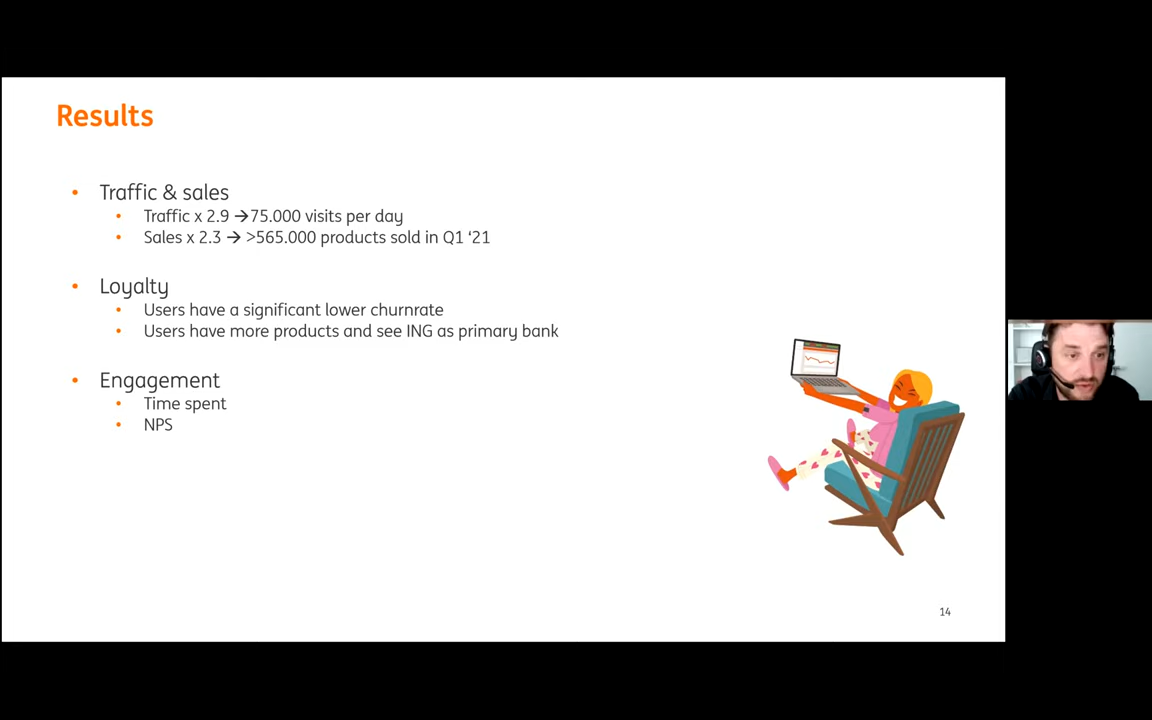 Results
• Traffic & sales
• Traffic x 2.9 →75.000 visits per day
• Sales x 2.3 → >565.000 products sold in Q1 ‘21
• Loyalty
• Users have a significant lower churnrate
• Users have more products and see ING as primary bank
• Engagement
• Time spent
• NPS
14